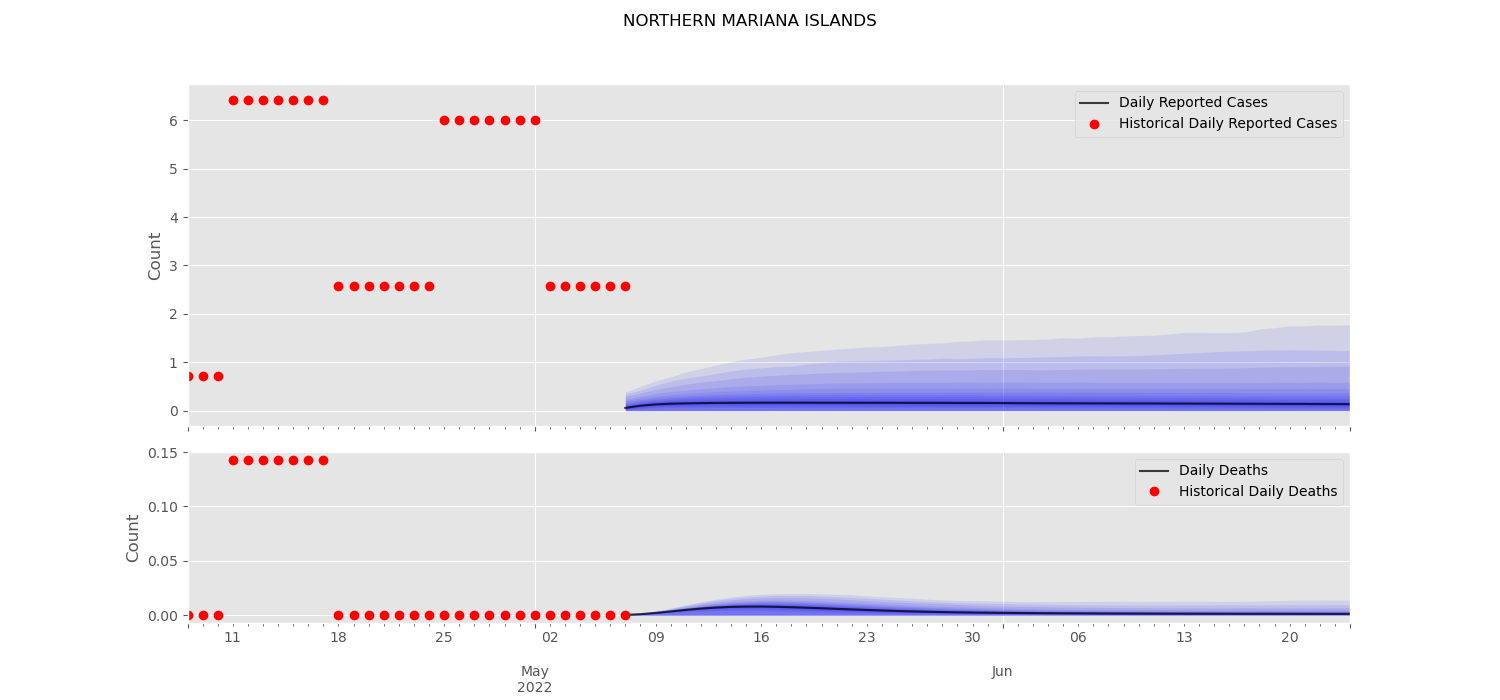 NORTHERN MARIANA ISLANDS
Daily Reported Cases
Historical Daily Reported Cases
Count
6
5
4
3
2
1
0
Daily Deaths
Historical Daily Deaths
Count
0.15
0.10
0.05
0.00
11 18 25 02 09 16 23 30 06 13 20
May Jun
2022